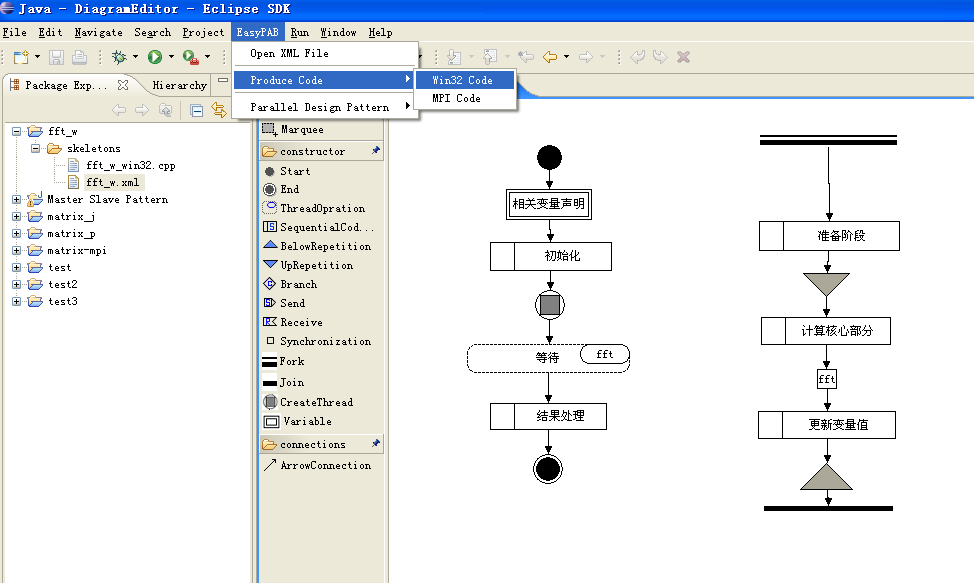 Java - DiagramEditor - Eclipse SDK
File Edit Navigate Search Project EasyPAB Run Window Help
Open XML File
Produce Code
Parallel Design Pattern
Win32 Code
MPI Code
Package Exp... Hierarchy
fft_w
skeletons
fft_w_win32.cpp
fft_w.xml
Master Slave Pattern
matrix_j
matrix_p
matrix-mpi
test
test2
test3
Marquee
constructor
Start
End
ThreadOpration
SequentialCod...
BelowRepetition
UpRepetition
Branch
Send
Receive
Synchronization
Fork
Join
CreateThread
Variable
connections
ArrowConnection
相关变量声明
初始化
等待
fft
结果处理
准备阶段
计算核心部分
fft
更新变量值